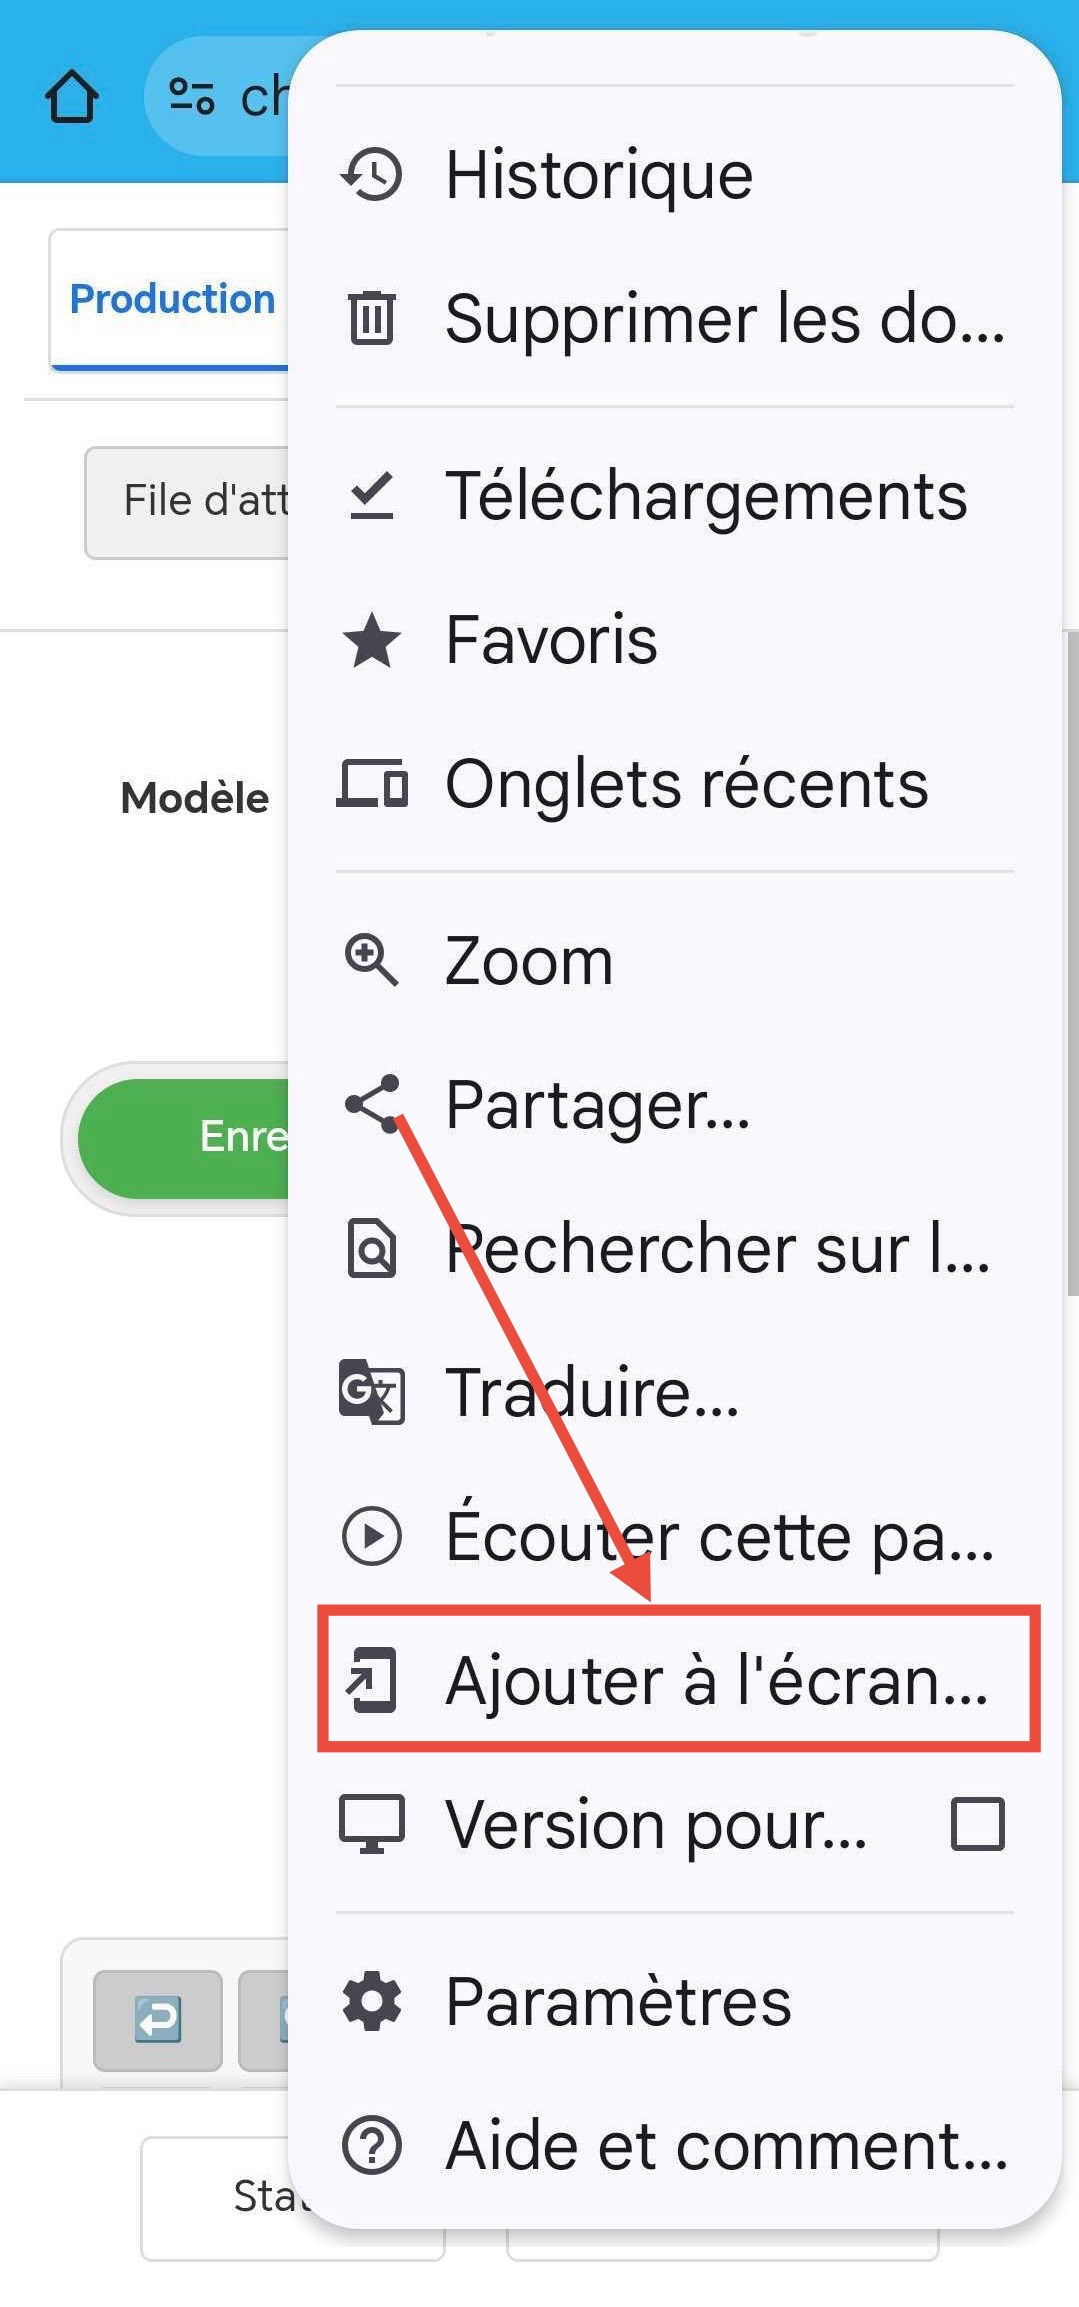 ch
Historique
Production
Supprimer les do...
Téléchargements
File d'att
Favoris
Onglets récents
Modèle
Zoom
Partager...
Enre
Rechercher sur l...
Traduire...
Écouter cette pa...
Ajouter à l'écran...
Version pour...
Paramètres
Aide et comment...
Stat